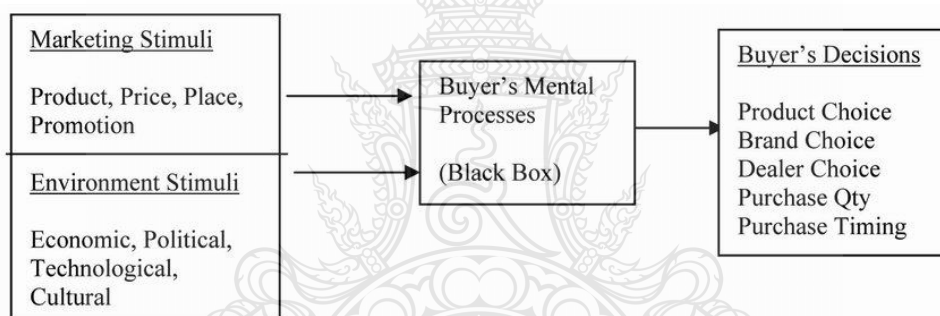 Marketing Stimuli
Product, Price, Place,
Promotion
Environment Stimuli
Economic, Political,
Technological,
Cultural
Buyer's Mental
Processes
(Black Box)
Buyer's Decisions
Product Choice
Brand Choice
Dealer Choice
Purchase Qty
Purchase Timing